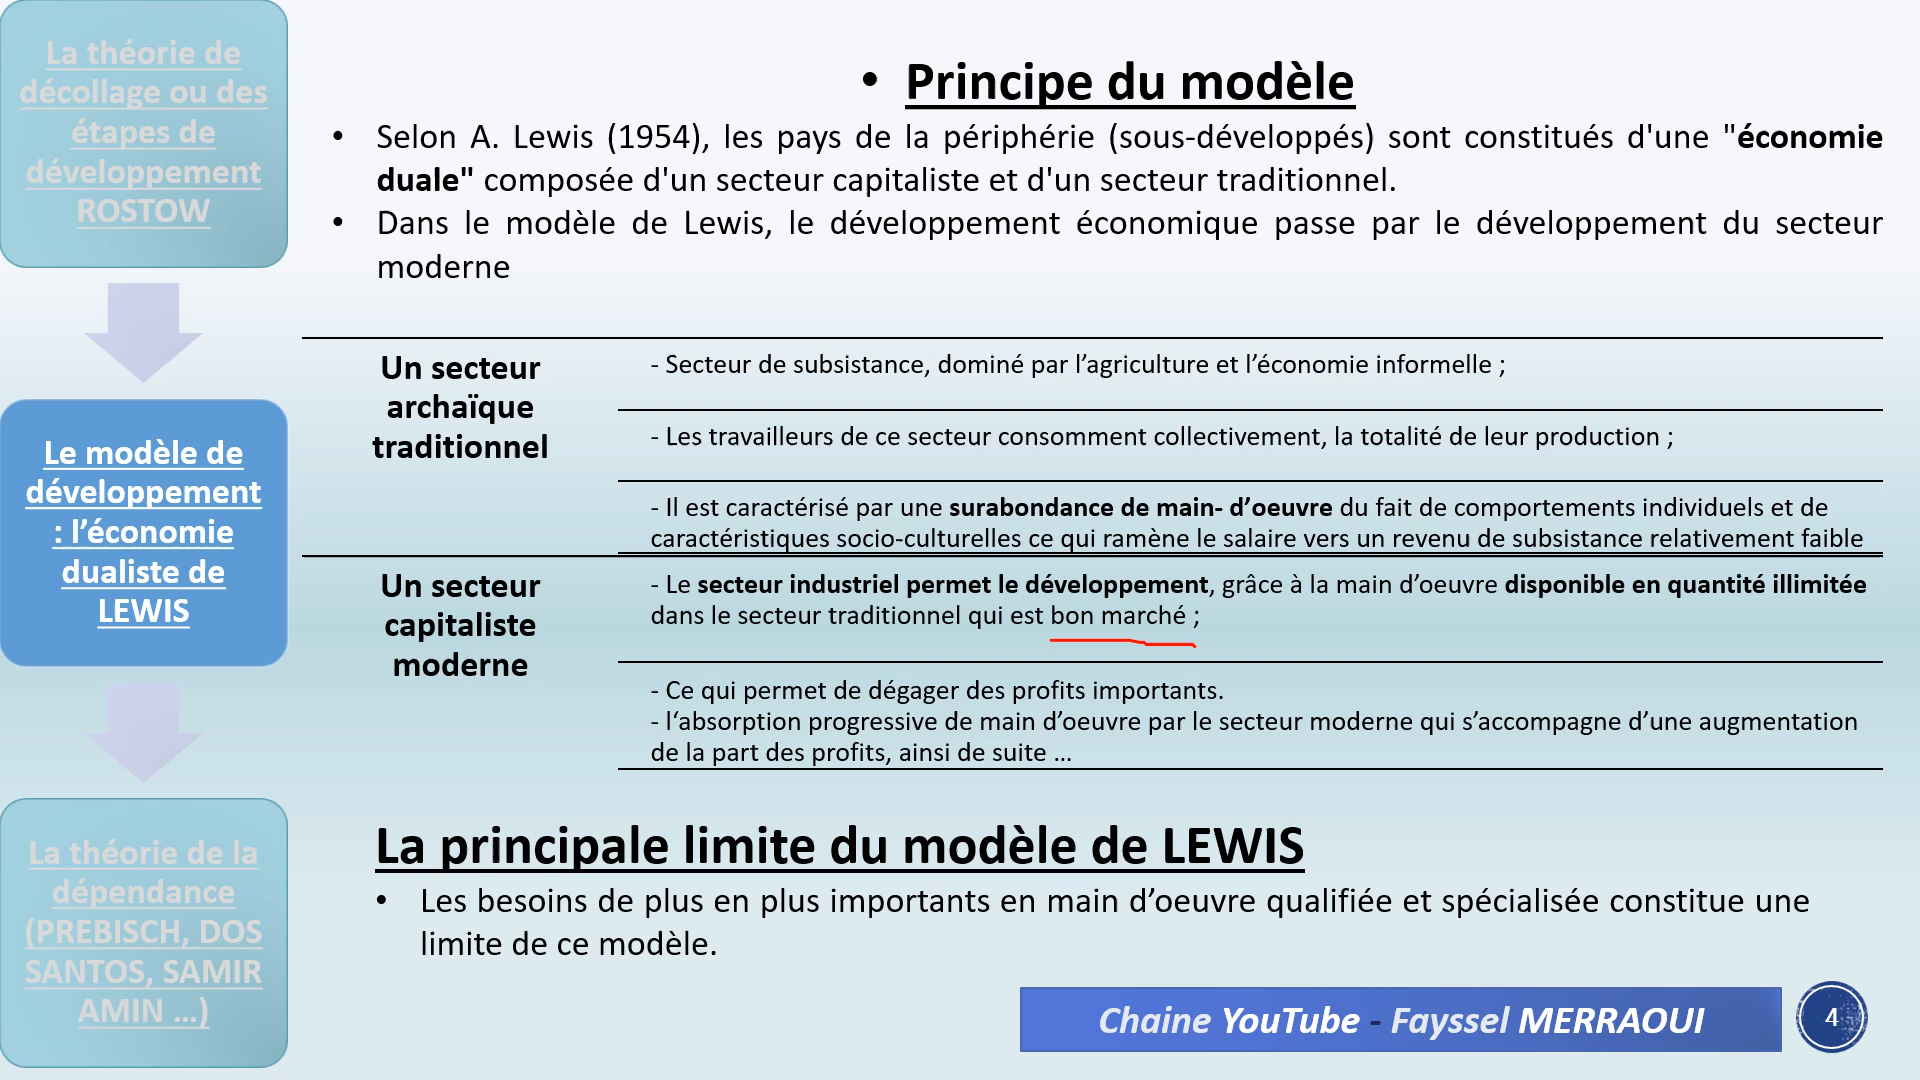 La théorie de
décollage ou des
étapes de
développement
ROSTOW
Le modèle de
développement
: l’économie
dualiste de
LEWIS
La théorie de la
dépendance
(PREBISCH, DOS
SANTOS, SAMIR
AMIN …)
• Principe du modèle
• Selon A. Lewis (1954), les pays de la périphérie (sous-développés) sont constitués d'une "économie
duale" composée d'un secteur capitaliste et d'un secteur traditionnel.
• Dans le modèle de Lewis, le développement économique passe par le développement du secteur
moderne
Un secteur
archaïque
traditionnel
- Secteur de subsistance, dominé par l’agriculture et l’économie informelle ;
- Les travailleurs de ce secteur consomment collectivement, la totalité de leur production ;
- Il est caractérisé par une surabondance de main- d’oeuvre du fait de comportements individuels et de
caractéristiques socio-culturelles ce qui ramène le salaire vers un revenu de subsistance relativement faible
Un secteur
capitaliste
moderne
- Le secteur industriel permet le développement, grâce à la main d’oeuvre disponible en quantité illimitée
dans le secteur traditionnel qui est bon marché ;
- Ce qui permet de dégager des profits importants.
- l‘absorption progressive de main d’oeuvre par le secteur moderne qui s’accompagne d’une augmentation
de la part des profits, ainsi de suite …
La principale limite du modèle de LEWIS
• Les besoins de plus en plus importants en main d’oeuvre qualifiée et spécialisée constitue une
limite de ce modèle.
Chaine YouTube - Fayssel MERRAOUI
4